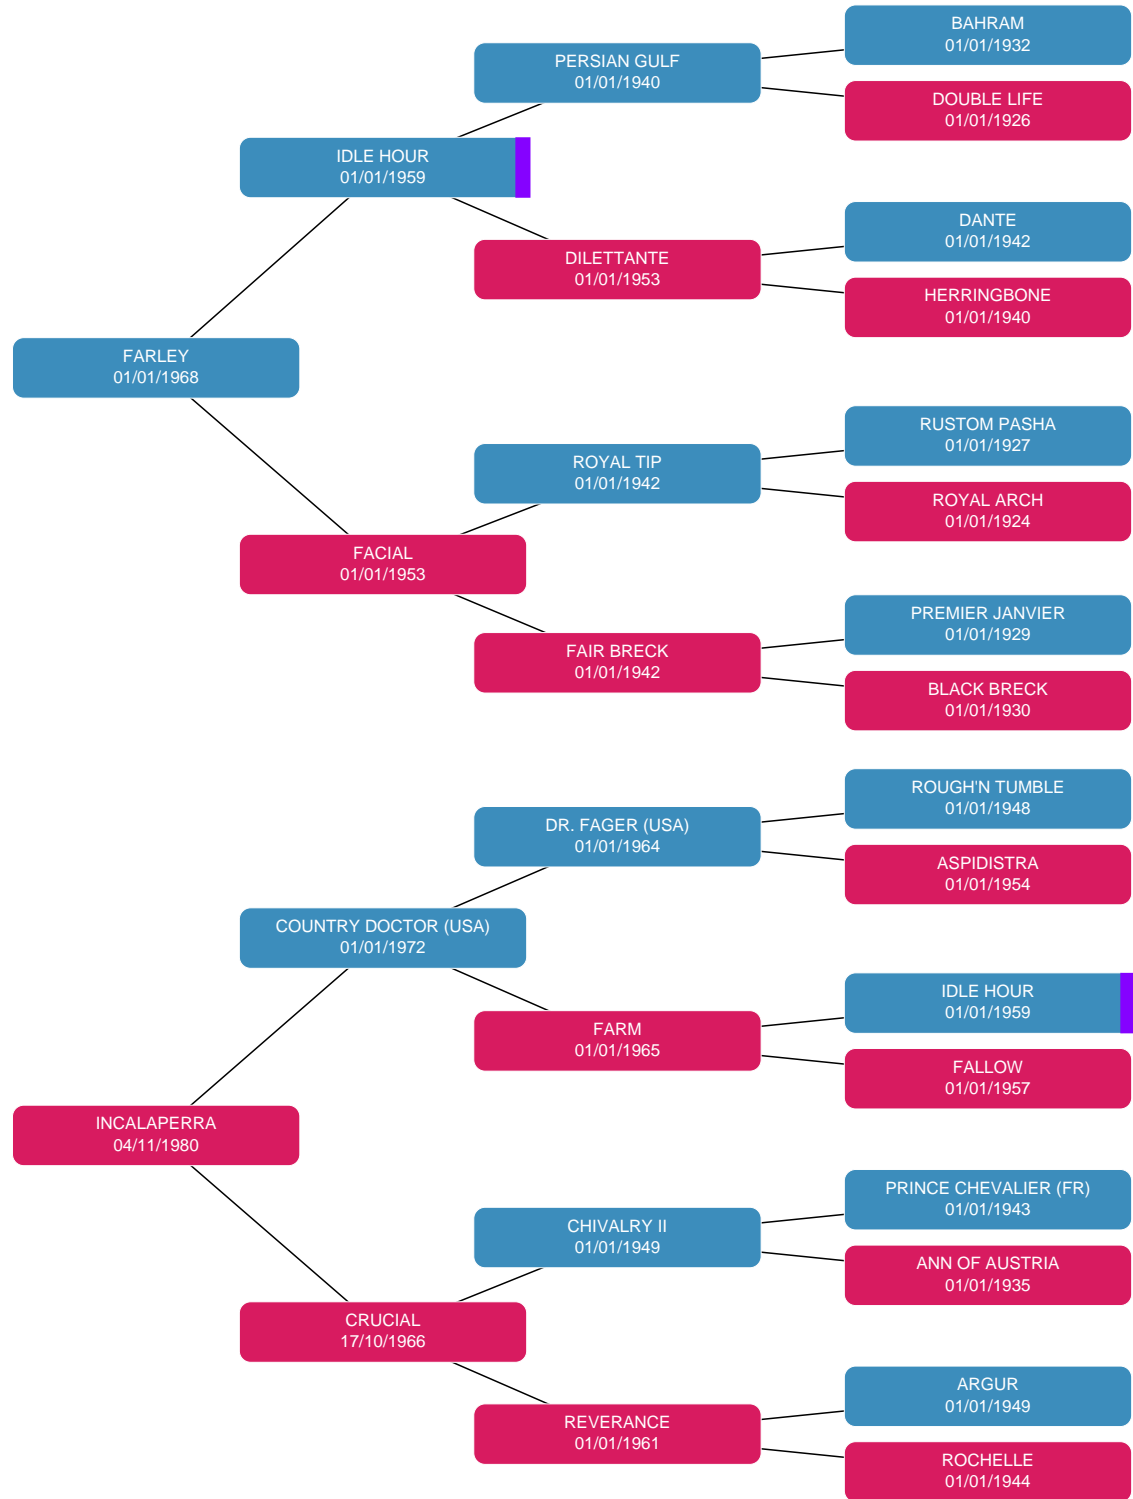 BAHRAM
01/01/1932
PERSIAN GULF
01/01/1940
DOUBLE LIFE
01/01/1926
IDLE HOUR
01/01/1959
DANTE
01/01/1942
DILETTANTE
01/01/1953
HERRINGBONE
01/01/1940
FARLEY
01/01/1968
RUSTOM PASHA
01/01/1927
ROYAL TIP
01/01/1942
ROYAL ARCH
01/01/1924
FACIAL
01/01/1953
PREMIER JANVIER
01/01/1929
FAIR BRECK
01/01/1942
BLACK BRECK
01/01/1930
ROUGH'N TUMBLE
01/01/1948
DR. FAGER (USA)
01/01/1964
ASPIDISTRA
01/01/1954
COUNTRY DOCTOR (USA)
01/01/1972
IDLE HOUR
01/01/1959
FARM
01/01/1965
FALLOW
01/01/1957
INCALAPERRA
04/11/1980
PRINCE CHEVALIER (FR)
01/01/1943
CHIVALRY II
01/01/1949
ANN OF AUSTRIA
01/01/1935
CRUCIAL
17/10/1966
ARGUR
01/01/1949
REVERANCE
01/01/1961
ROCHELLE
01/01/1944